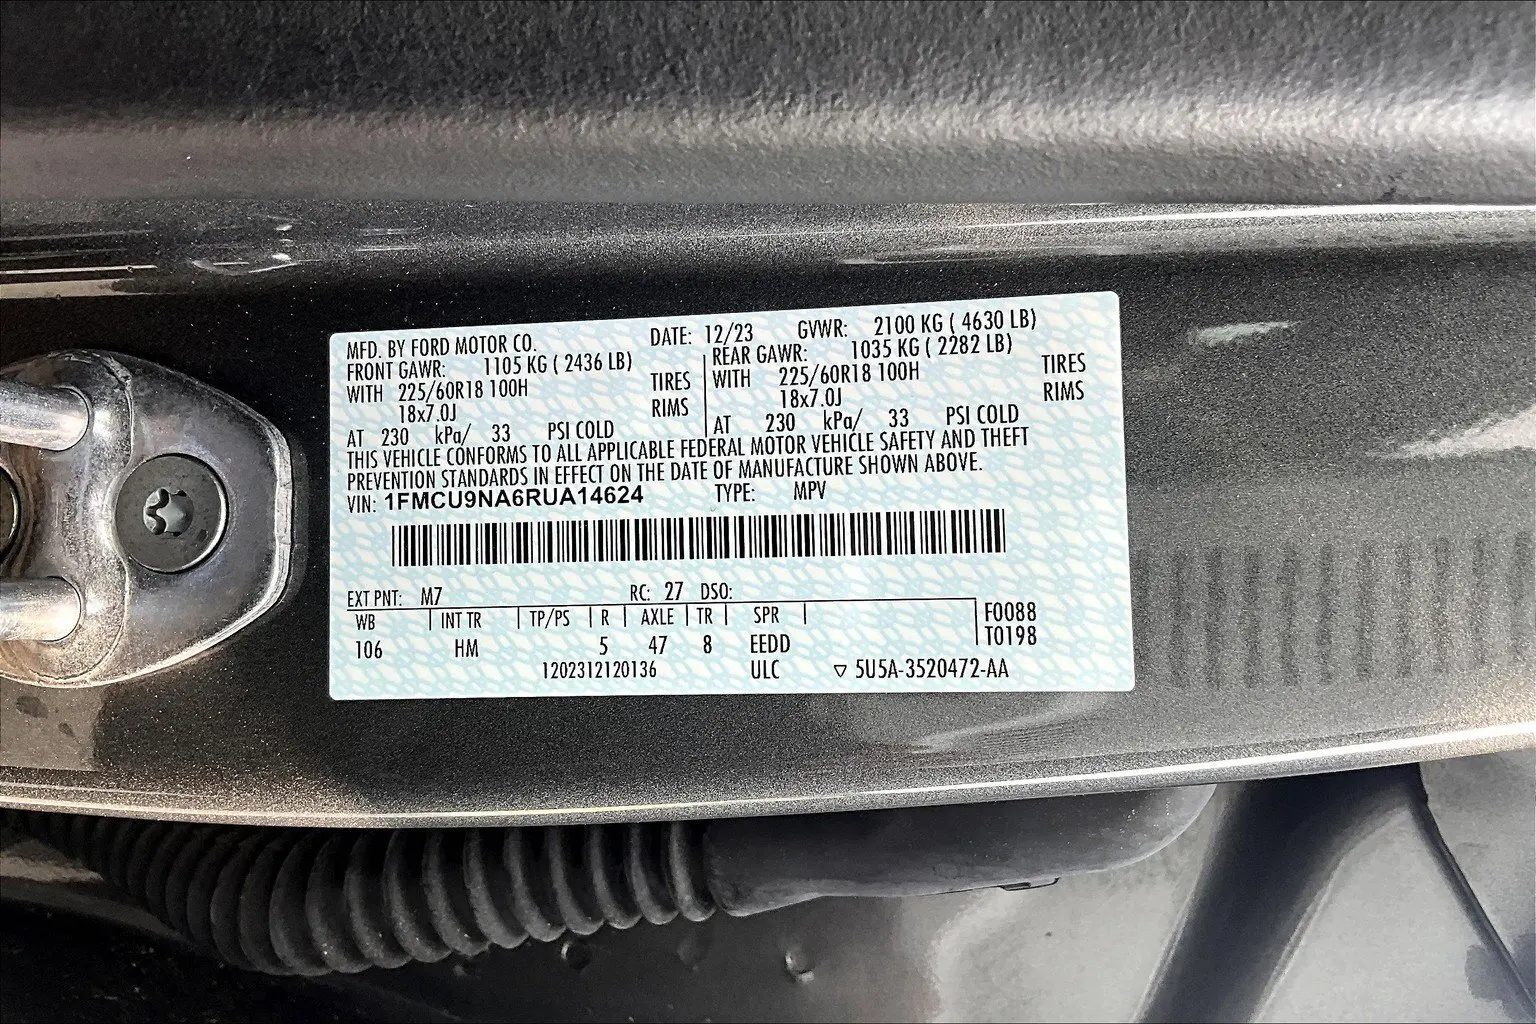 MFD. BY FORD MOTOR CO. DATE: 12/23 GVWR: 2100 KG ( 4630 LB)
FRONT GAWR: 1105 KG ( 2436 LB) REAR GAWR: 1035 KG ( 2282 LB)
WITH 225/60R18 100H TIRES WITH 225/60R18 100H TIRES
18x7.0J RIMS 18x7.0J RIMS
AT 230 kPa/ 33 PSI COLD AT 230 kPa/ 33 PSI COLD
THIS VEHICLE CONFORMS TO ALL APPLICABLE FEDERAL MOTOR VEHICLE SAFETY AND THEFT
PREVENTION STANDARDS IN EFFECT ON THE DATE OF MANUFACTURE SHOWN ABOVE.
VIN: 1FMCU9NA6RUA14624 TYPE: MPV
EXT PNT: M7 RC: 27 DSO:
WB INT TR TP/PS R AXLE TR SPR F0088
106 HM 5 47 8 EEDD T0198
1202312120136 ULC ▽ 5U5A-3520472-AA